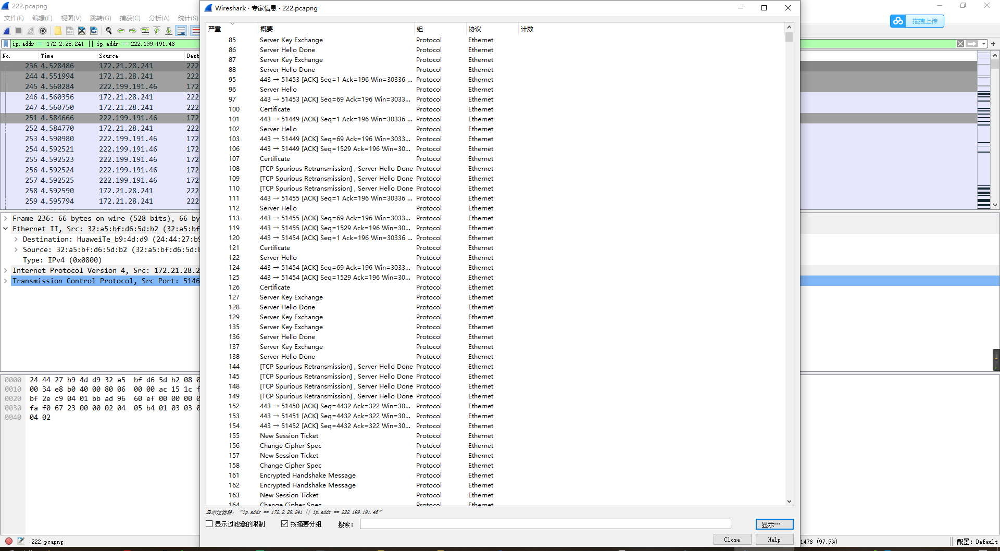 222.pcapng
文件(F) 编辑(E) 视图(V) 跳转(G) 捕获(C) 分析(A) 统计(S)
ip.addr == 172.2.28.241 || ip.addr == 222.199.191.46
No. Time Source Dest
236 4.528486 172.21.28.241 222
244 4.551994 172.21.28.241 222
245 4.560284 222.199.191.46 172
246 4.560356 172.21.28.241 222
247 4.560750 172.21.28.241 222
251 4.584666 222.199.191.46 172
252 4.584770 172.21.28.241 222
253 4.590980 222.199.191.46 172
254 4.592521 222.199.191.46 172
255 4.592523 222.199.191.46 172
256 4.592524 222.199.191.46 172
257 4.592525 222.199.191.46 172
258 4.592590 172.21.28.241 222
259 4.595794 172.21.28.241 222
Frame 236: 66 bytes on wire (528 bits), 66 by
Ethernet II, Src: 32:a5:bf:d6:5d:b2 (32:a5:bf
Destination: HuaweiTe_b9:4d:d9 (24:44:27:b9
Source: 32:a5:bf:d6:5d:b2 (32:a5:bf:d6:5d:b
Type: IPv4 (0x0800)
Internet Protocol Version 4, Src: 172.21.28.2
Transmission Control Protocol, Src Port: 5146
0000 24 44 27 b9 4d d9 32 a5 bf d6 5d b2 08 0
0010 00 34 e8 b0 40 00 80 06 00 00 ac 15 1c f
0020 bf 2e c9 04 01 bb ad 96 60 ef 00 00 00 0
0030 fa f0 67 23 00 00 02 04 05 b4 01 03 03 0
0040 04 02
222.pcapng
Wireshark · 专家信息 · 222.pcapng
严重 概要 组 协议 计数
85 Server Key Exchange Protocol Ethernet
86 Server Hello Done Protocol Ethernet
87 Server Key Exchange Protocol Ethernet
88 Server Hello Done Protocol Ethernet
95 443 → 51453 [ACK] Seq=1 Ack=196 Win=30336 ... Protocol Ethernet
96 Server Hello Protocol Ethernet
97 443 → 51453 [ACK] Seq=69 Ack=196 Win=3033... Protocol Ethernet
100 Certificate Protocol Ethernet
101 443 → 51449 [ACK] Seq=1 Ack=196 Win=30336 ... Protocol Ethernet
102 Server Hello Protocol Ethernet
103 443 → 51449 [ACK] Seq=69 Ack=196 Win=3033... Protocol Ethernet
106 443 → 51449 [ACK] Seq=1529 Ack=196 Win=30... Protocol Ethernet
107 Certificate Protocol Ethernet
108 [TCP Spurious Retransmission] , Server Hello Done Protocol Ethernet
109 [TCP Spurious Retransmission] , Server Hello Done Protocol Ethernet
110 [TCP Spurious Retransmission] , Server Hello Done Protocol Ethernet
111 443 → 51455 [ACK] Seq=1 Ack=196 Win=30336 ... Protocol Ethernet
112 Server Hello Protocol Ethernet
113 443 → 51455 [ACK] Seq=69 Ack=196 Win=3033... Protocol Ethernet
119 443 → 51455 [ACK] Seq=1529 Ack=196 Win=30... Protocol Ethernet
120 443 → 51454 [ACK] Seq=1 Ack=196 Win=30336 ... Protocol Ethernet
121 Certificate Protocol Ethernet
122 Server Hello Protocol Ethernet
124 443 → 51454 [ACK] Seq=69 Ack=196 Win=3033... Protocol Ethernet
125 443 → 51454 [ACK] Seq=1529 Ack=196 Win=30... Protocol Ethernet
126 Certificate Protocol Ethernet
127 Server Key Exchange Protocol Ethernet
128 Server Hello Done Protocol Ethernet
129 Server Key Exchange Protocol Ethernet
135 Server Key Exchange Protocol Ethernet
136 Server Hello Done Protocol Ethernet
137 Server Key Exchange Protocol Ethernet
138 Server Hello Done Protocol Ethernet
144 [TCP Spurious Retransmission] , Server Hello Done Protocol Ethernet
145 [TCP Spurious Retransmission] , Server Hello Done Protocol Ethernet
148 [TCP Spurious Retransmission] , Server Hello Done Protocol Ethernet
149 [TCP Spurious Retransmission] , Server Hello Done Protocol Ethernet
152 443 → 51450 [ACK] Seq=4432 Ack=322 Win=30... Protocol Ethernet
153 443 → 51451 [ACK] Seq=4432 Ack=322 Win=30... Protocol Ethernet
154 443 → 51452 [ACK] Seq=4432 Ack=322 Win=30... Protocol Ethernet
155 New Session Ticket Protocol Ethernet
156 Change Cipher Spec Protocol Ethernet
157 New Session Ticket Protocol Ethernet
158 Change Cipher Spec Protocol Ethernet
161 Encrypted Handshake Message Protocol Ethernet
162 Encrypted Handshake Message Protocol Ethernet
163 New Session Ticket Protocol Ethernet
164 Change Cipher Spec Protocol Ethernet
显示过滤器: "ip.addr == 172.2.28.241 || ip.addr == 222.199.191.46"
显示过滤器的限制 按摘要分组 搜索: 显示…
Close Help
拖拽上传
1476 (97.9%) 配置: Default